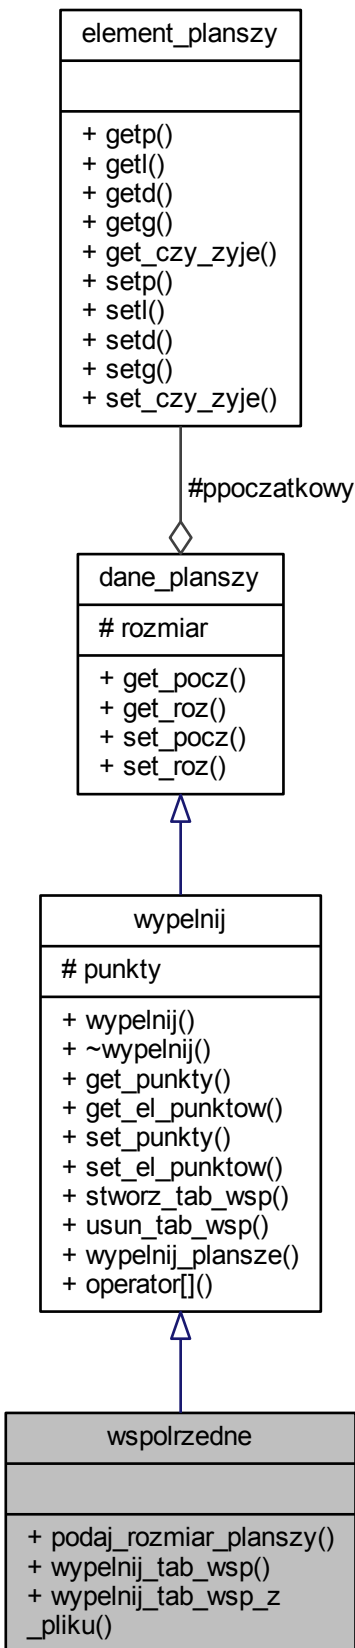 element_planszy
+ getp()
+ getl()
+ getd()
+ getg()
+ get_czy_zyje()
+ setp()
+ setl()
+ setd()
+ setg()
+ set_czy_zyje()
#ppoczatkowy
dane_planszy
# rozmiar
+ get_pocz()
+ get_roz()
+ set_pocz()
+ set_roz()
wypelnij
# punkty
+ wypelnij()
+ ~wypelnij()
+ get_punkty()
+ get_el_punktow()
+ set_punkty()
+ set_el_punktow()
+ stworz_tab_wsp()
+ usun_tab_wsp()
+ wypelnij_plansze()
+ operator[]()
wspolrzedne
+ podaj_rozmiar_planszy()
+ wypelnij_tab_wsp()
+ wypelnij_tab_wsp_z
_pliku()